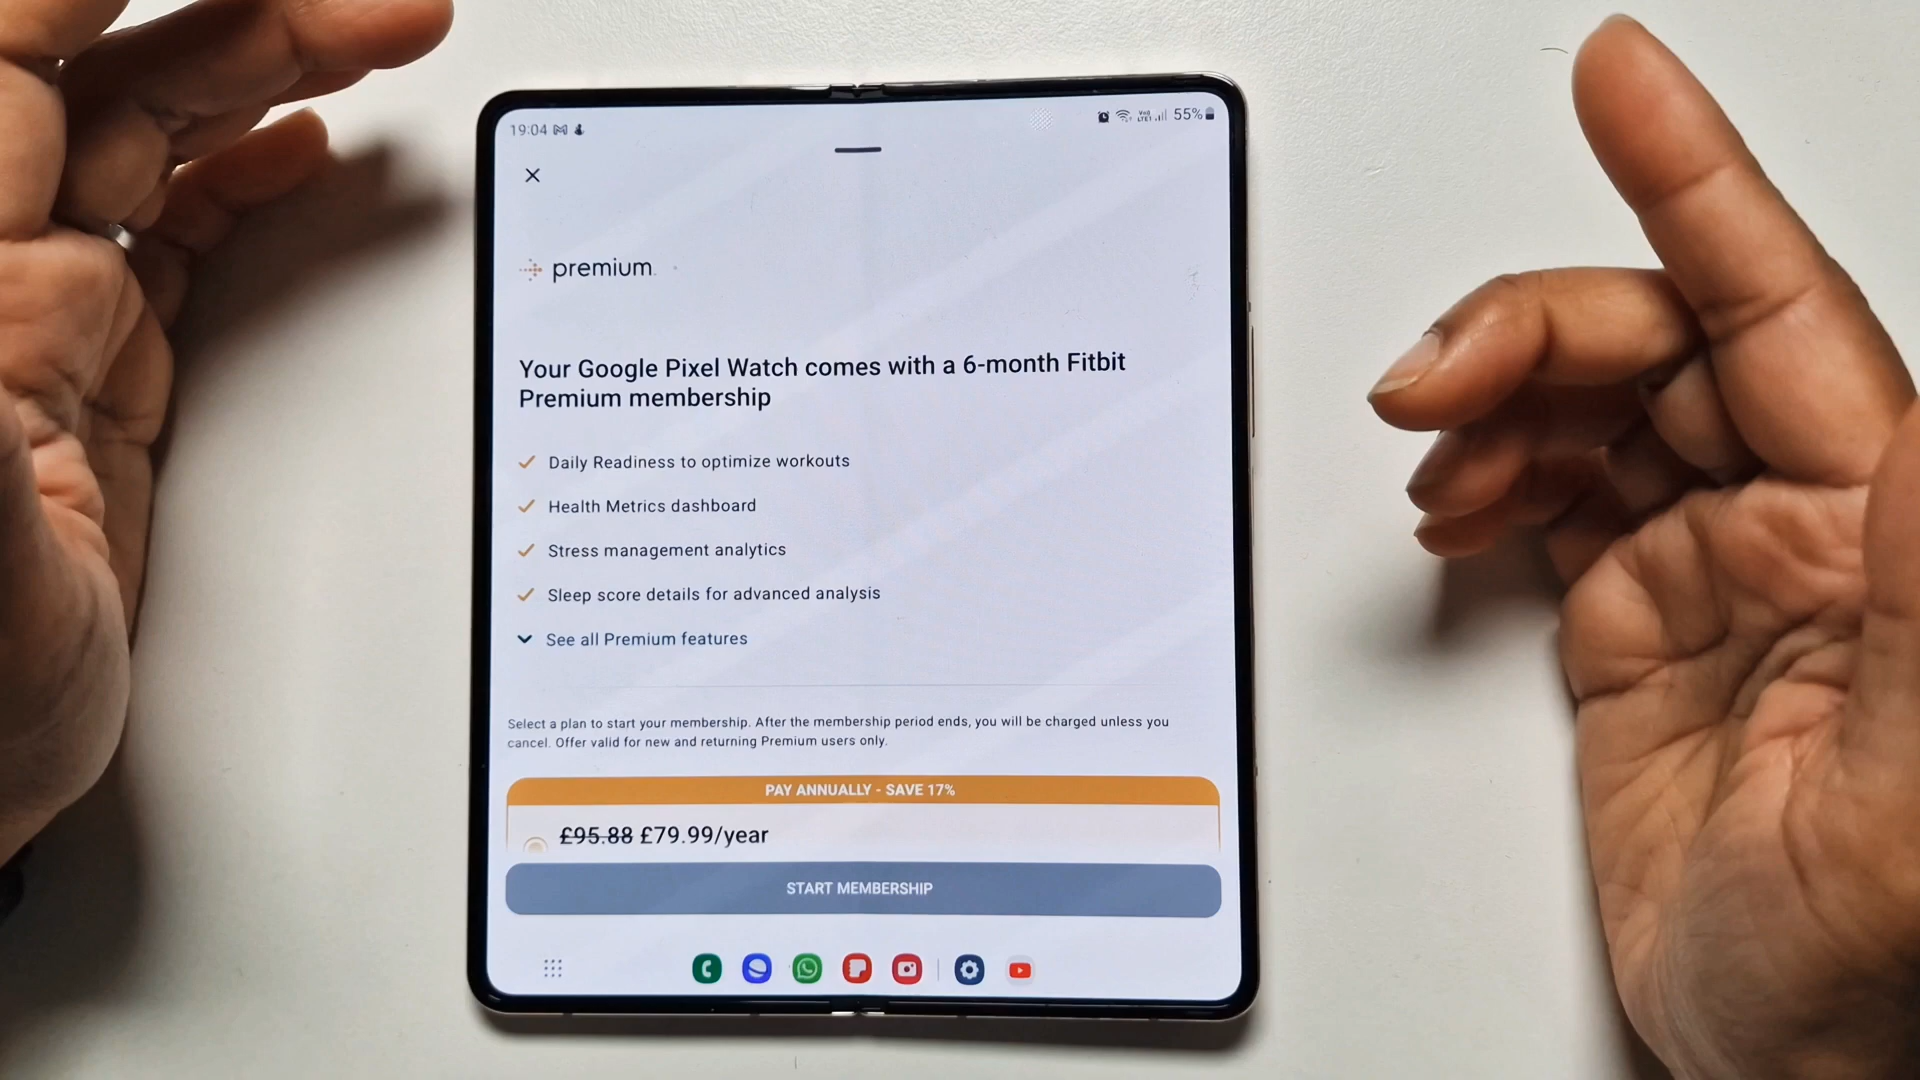 19:04
55%
premium
Your Google Pixel Watch comes with a 6-month Fitbit
Premium membership
Daily Readiness to optimize workouts
Health Metrics dashboard
Stress management analytics
Sleep score details for advanced analysis
See all Premium features
Select a plan to start your membership. After the membership period ends, you will be charged unless you
cancel. Offer valid for new and returning Premium users only.
PAY ANNUALLY - SAVE 17%
£95.88 £79.99/year
START MEMBERSHIP